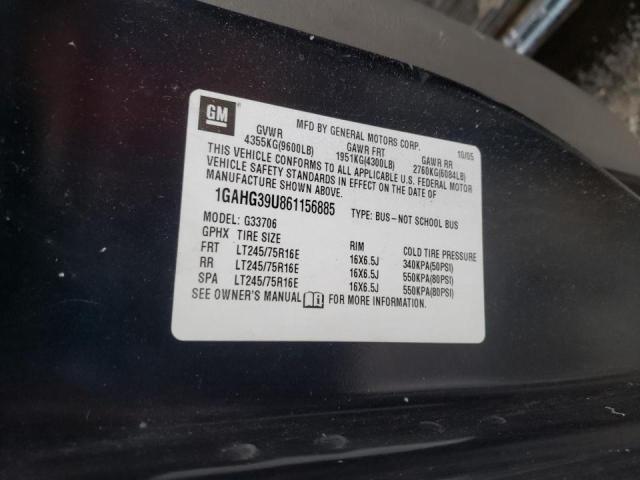 GM
MFD BY GENERAL MOTORS CORP. 10/05
GVWR GAWR FRT GAWR RR
4355KG(9600LB) 1951KG(4300LB) 2760KG(6084LB)
THIS VEHICLE CONFORMS TO ALL APPLICABLE U.S. FEDERAL MOTOR
VEHICLE SAFETY STANDARDS IN EFFECT ON THE DATE OF
MANUFACTURE SHOWN ABOVE.
1GAHG39U861156885 TYPE: BUS–NOT SCHOOL BUS
MODEL: G33706
GPHX TIRE SIZE RIM COLD TIRE PRESSURE
FRT LT245/75R16E 16X6.5J 340KPA(50PSI)
RR LT245/75R16E 16X6.5J 550KPA(80PSI)
SPA LT245/75R16E 16X6.5J 550KPA(80PSI)
SEE OWNER'S MANUAL FOR MORE INFORMATION.